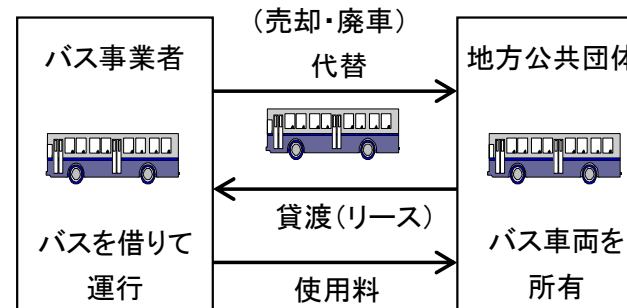 (売却・廃車)
バス事業者
代替
地方公共団体
貸渡(リース)
バスを借りて
運行
バス車両を
所有
使用料